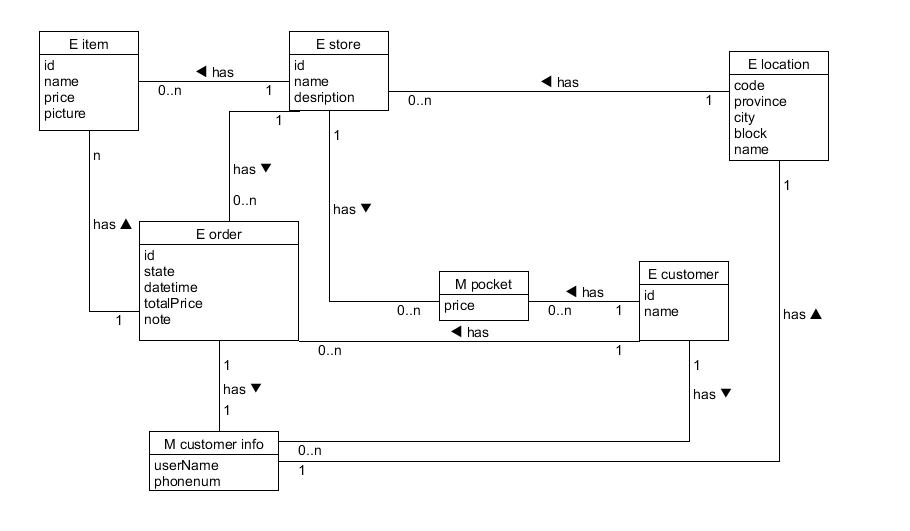 E item
id
name
price
picture
E store
id
name
desription
E location
code
province
city
block
name
has
0..n
1
has
0..n
1
1
has
0..n
1
has
0..n
n
has
1
1
has
1
E order
id
state
datetime
totalPrice
note
M pocket
price
E customer
id
name
has
0..n
1
has
0..n
1
1
has
1
1
has
0..n
1
M customer info
userName
phonenum